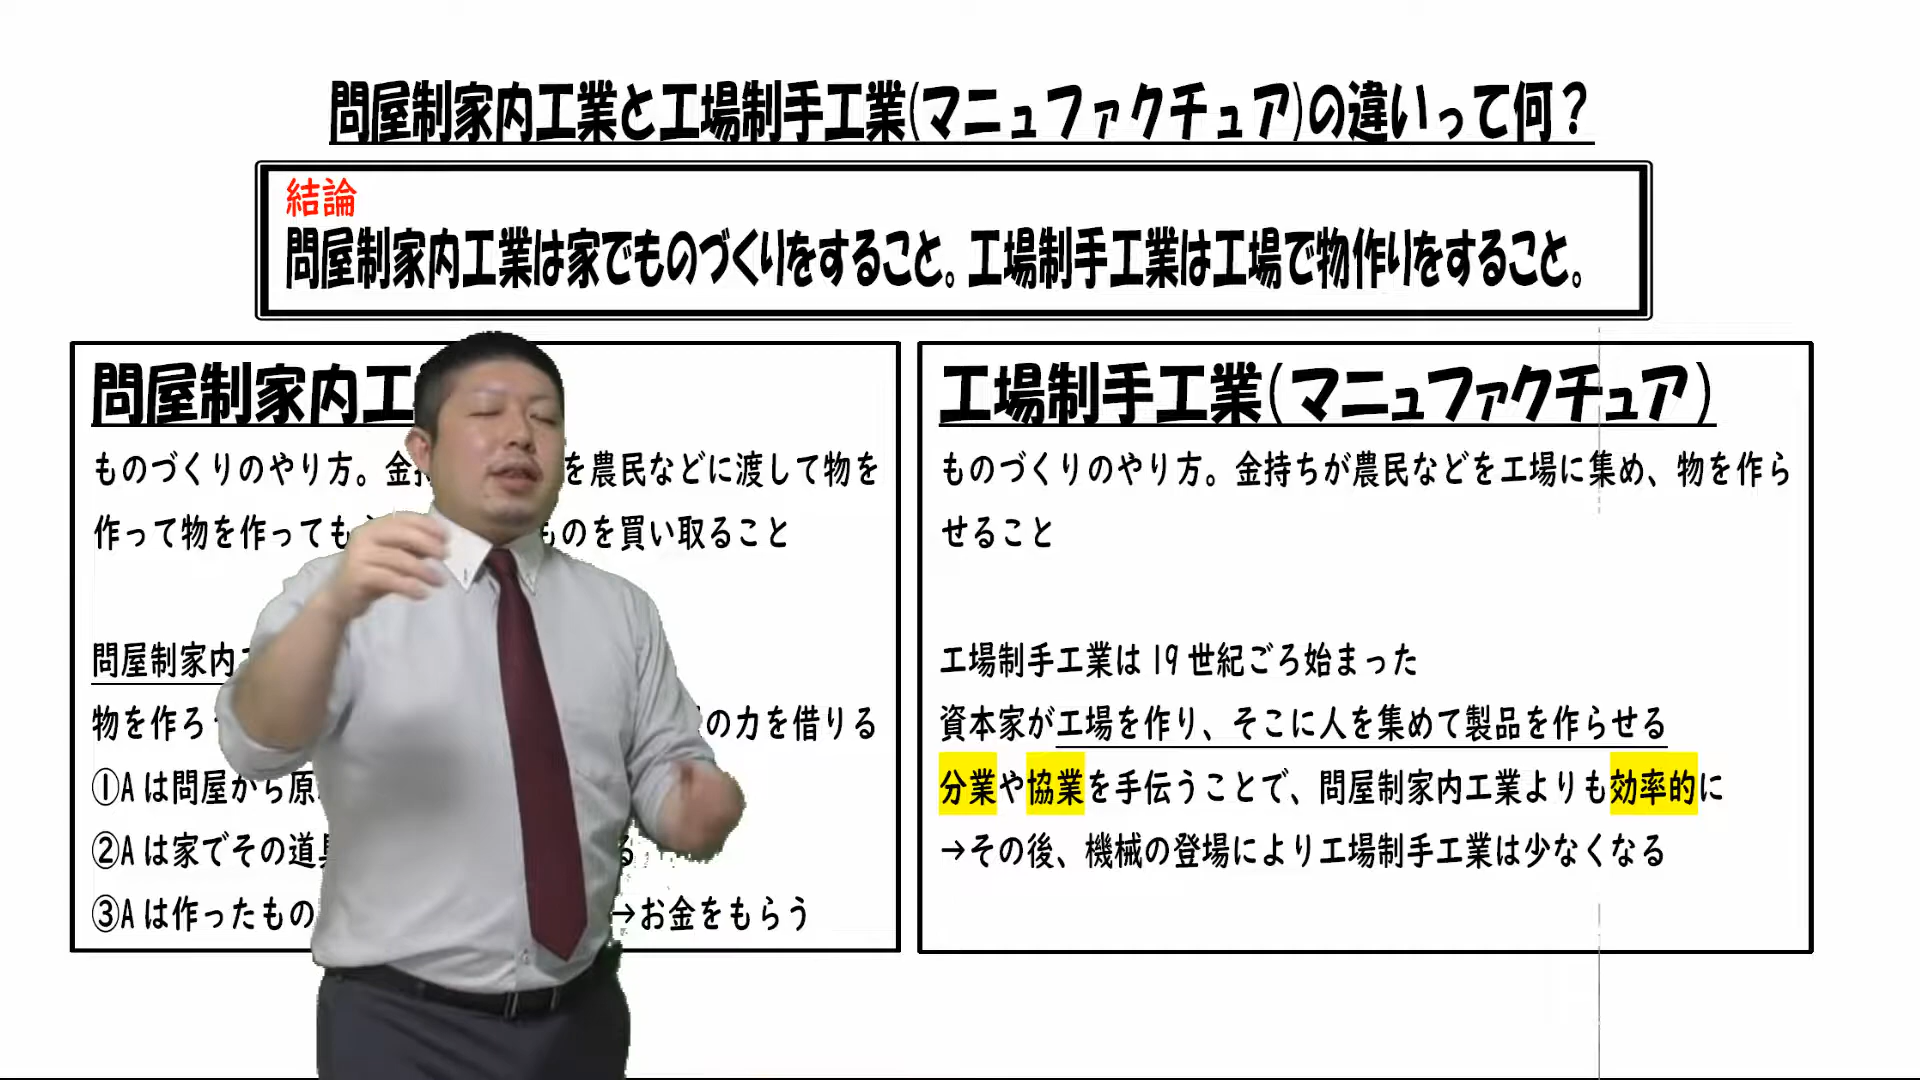 問屋制家内工業と工場制手工業(マニュファクチュア)の違いって何？
結論
問屋制家内工業は家でものづくりをすること。工場制手工業は工場で物作りをすること。
問屋制家内工
ものづくりのやり方。金 を農民などに渡して物を
作って物を作っても ものを買い取ること
問屋制家内
物を作ろ の力を借りる
①Aは問屋から原
②Aは家でその道具 る
③Aは作ったもの →お金をもらう
工場制手工業(マニュファクチュア)
ものづくりのやり方。金持ちが農民などを工場に集め、物を作ら
せること
工場制手工業は19世紀ごろ始まった
資本家が工場を作り、そこに人を集めて製品を作らせる
分業や協業を手伝うことで、問屋制家内工業よりも効率的に
→その後、機械の登場により工場制手工業は少なくなる